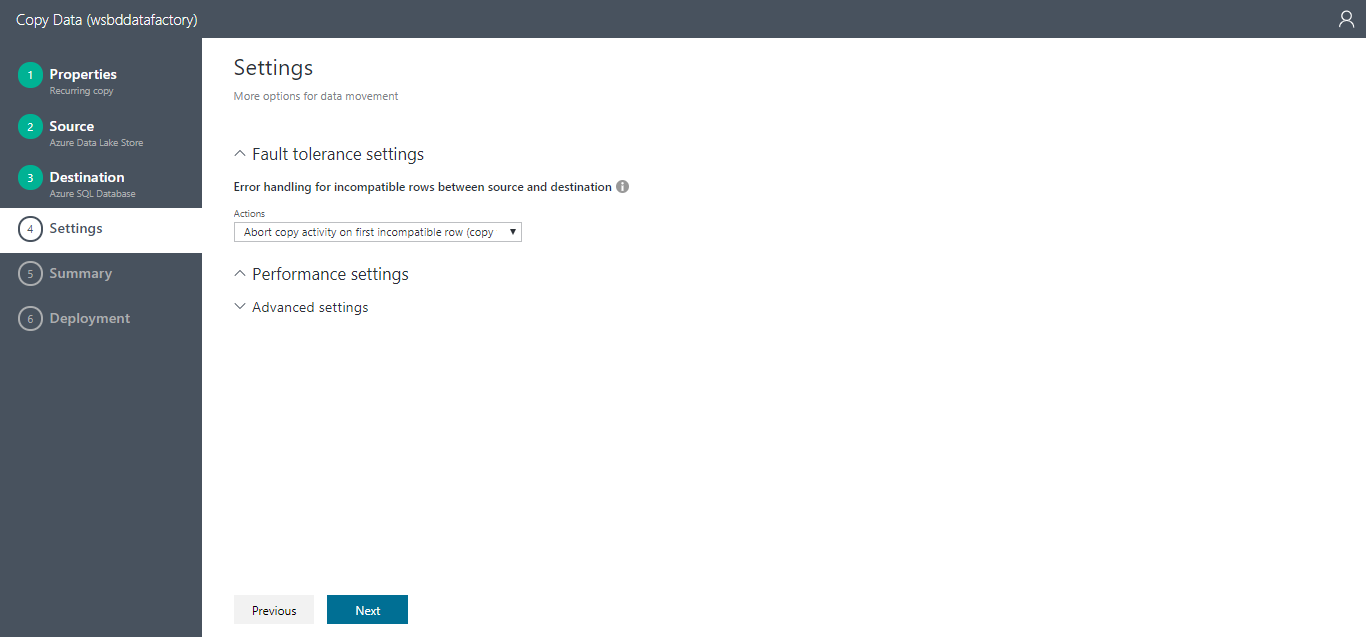 Copy Data (wsbddatafactory)
1 Properties
Recurring copy
2 Source
Azure Data Lake Store
3 Destination
Azure SQL Database
4 Settings
5 Summary
6 Deployment
Settings
More options for data movement
Fault tolerance settings
Error handling for incompatible rows between source and destination
Actions
Abort copy activity on first incompatible row (copy
Performance settings
Advanced settings
Previous Next